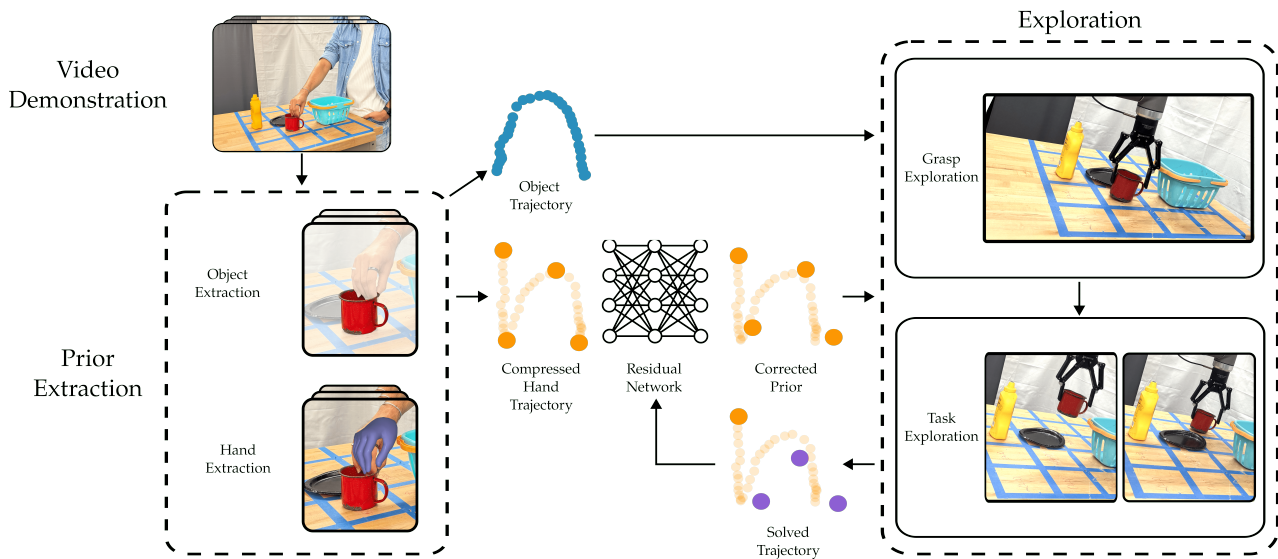 Video
Demonstration
Prior
Extraction
Object
Extraction
Hand
Extraction
Object
Trajectory
Compressed
Hand
Trajectory
Residual
Network
Corrected
Prior
Solved
Trajectory
Exploration
Grasp
Exploration
Task
Exploration